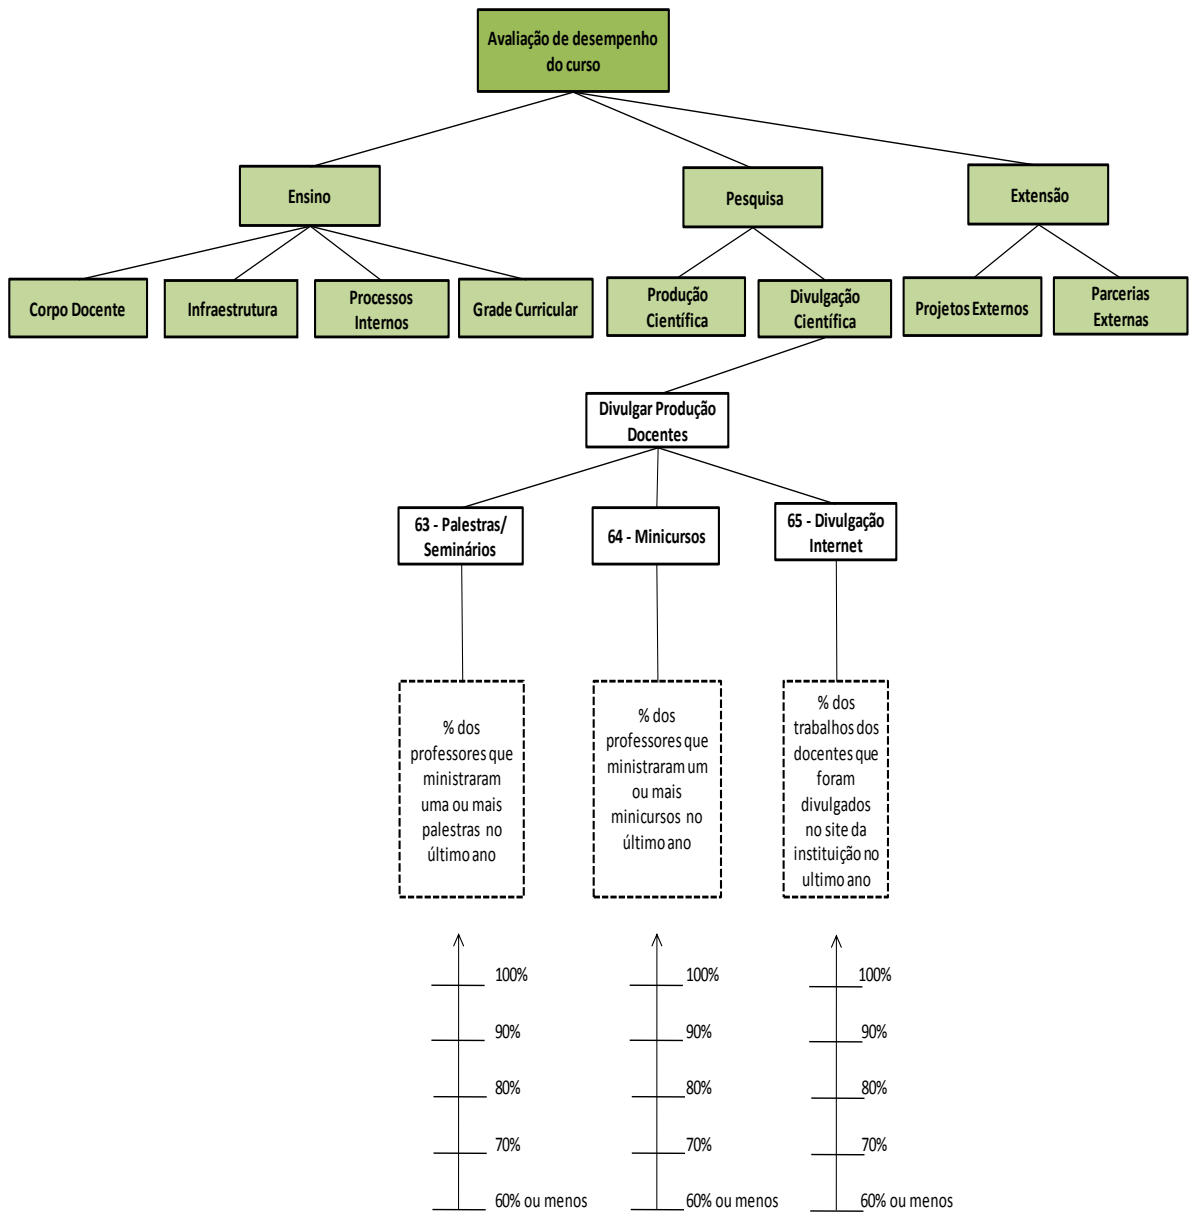 Avaliação de desempenho
do curso
Ensino
Pesquisa
Extensão
Corpo Docente
Infraestrutura
Processos
Internos
Grade Curricular
Produção
Científica
Divulgação
Científica
Projetos Externos
Parcerias
Externas
Divulgar Produção
Docentes
63 - Palestras/
Seminários
64 - Minicursos
65 - Divulgação
Internet
% dos
professores que
ministraram
uma ou mais
palestras no
último ano
% dos
professores que
ministraram um
ou mais
minicursos no
último ano
% dos
trabalhos dos
docentes que
foram
divulgados
no site da
instituição no
ultimo ano
100%
90%
80%
70%
60% ou menos
100%
90%
80%
70%
60% ou menos
100%
90%
80%
70%
60% ou menos